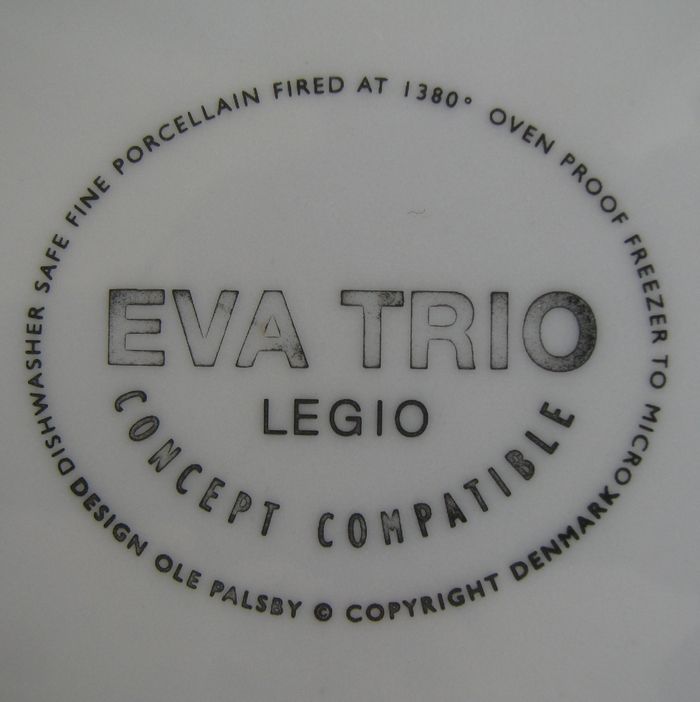 DISHWASHER SAFE FINE PORCELLAIN FIRED AT 1380° OVEN PROOF FREEZER TO MICRO
EVA TRIO
LEGIO
CONCEPT COMPATIBLE
DESIGN OLE PALSBY © COPYRIGHT DENMARK